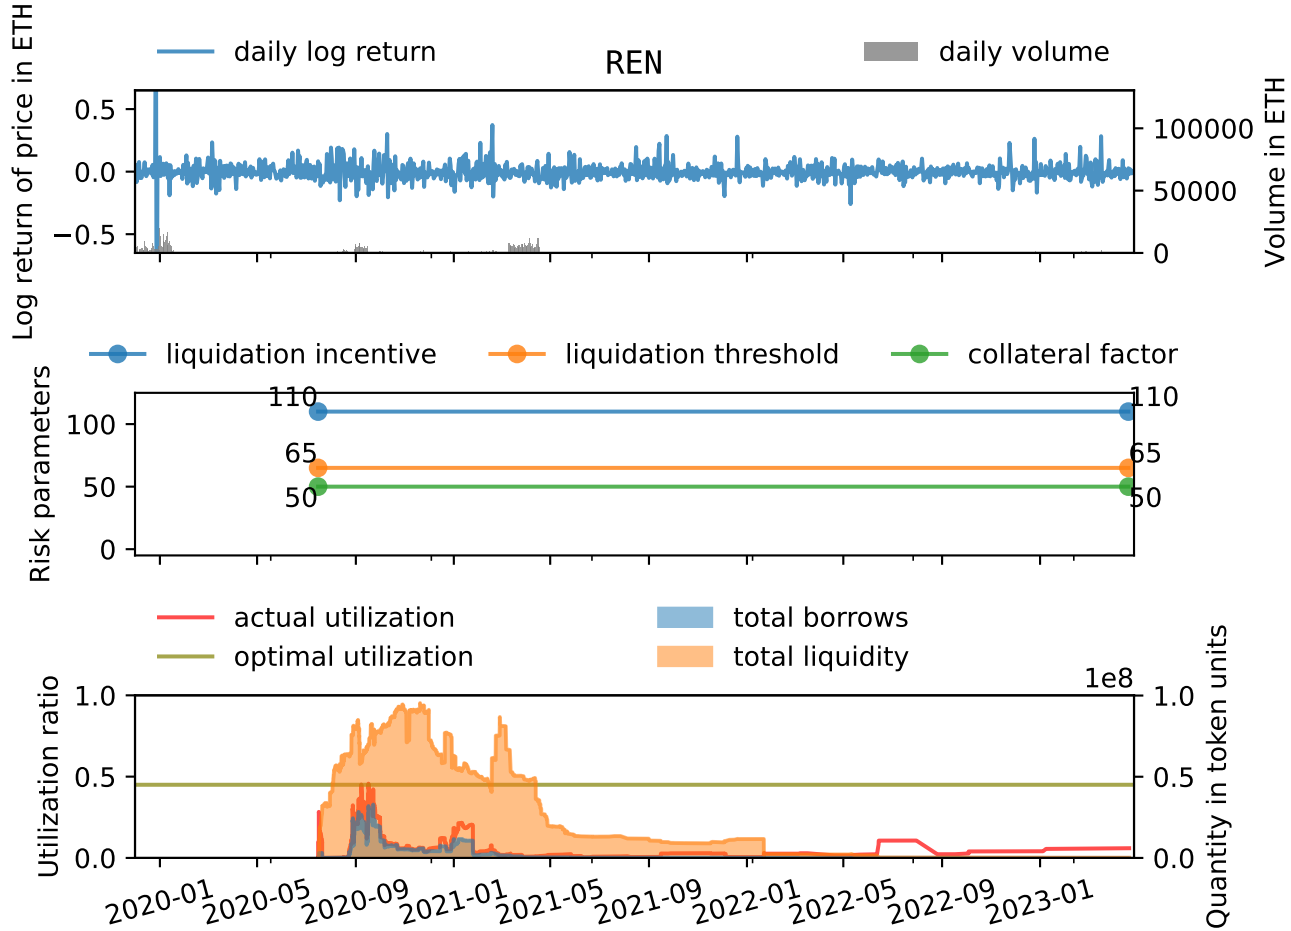 daily log return
REN
daily volume
Log return of price in ETH
0.5
0.0
−0.5
100000
50000
0
Volume in ETH
liquidation incentive
liquidation threshold
collateral factor
Risk parameters
100
50
0
110
110
65
65
50
50
actual utilization
optimal utilization
total borrows
total liquidity
1e8
Utilization ratio
1.0
0.5
0.0
1.0
0.5
0.0
Quantity in token units
2020-01
2020-05
2020-09
2021-01
2021-05
2021-09
2022-01
2022-05
2022-09
2023-01